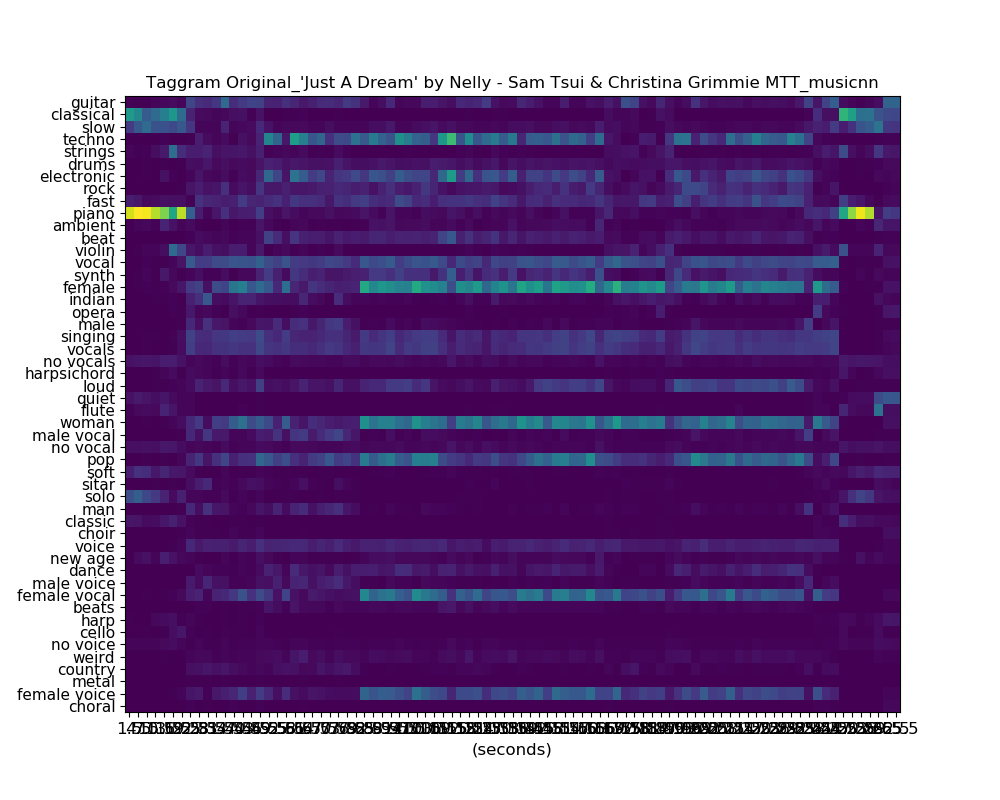 Taggram Original_'Just A Dream' by Nelly - Sam Tsui & Christina Grimmie MTT_musicnn
guitar
classical
slow
techno
strings
drums
electronic
rock
fast
piano
ambient
beat
violin
vocal
synth
female
indian
opera
male
singing
vocals
no vocals
harpsichord
loud
quiet
flute
woman
male vocal
no vocal
pop
soft
sitar
solo
man
classic
choir
voice
new age
dance
male voice
female vocal
beats
harp
cello
no voice
weird
country
metal
female voice
choral
(seconds)